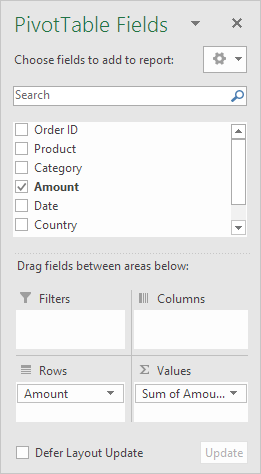 PivotTable Fields
Choose fields to add to report:
Search
Order ID
Product
Category
Amount
Date
Country
Drag fields between areas below:
Filters
Columns
Rows
Σ Values
Amount
Sum of Amou...
Defer Layout Update
Update